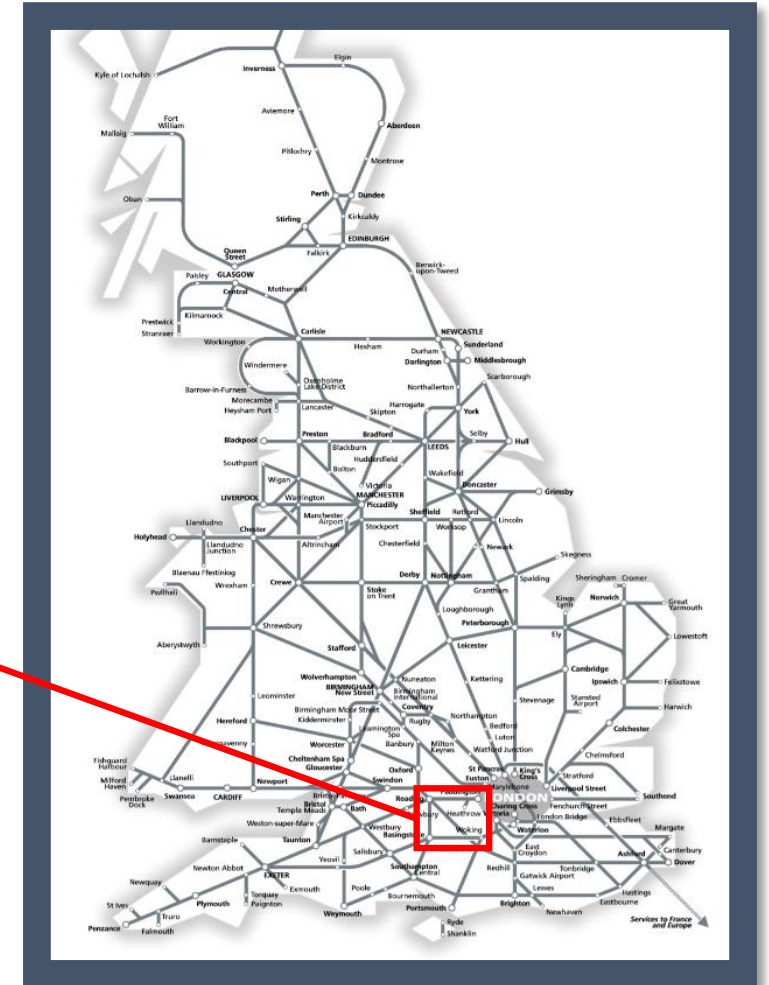 Elgin
Inverness
Kyle of Lochalsh
Aviemore
Fort
William
Aberdeen
Mallaig
Pitlochry
Montrose
Perth
Dundee
Oban
Stirling
Kirkcaldy
EDINBURGH
Queen
Street
Falkirk
Berwick-
upon-Tweed
Paisley
GLASGOW
Central
Motherwell
Prestwick
Kilmarnock
Stranraer
Carlisle
NEWCASTLE
Workington
Hexham
Durham
Sunderland
Darlington
Middlesbrough
Windermere
Scarborough
Oxenholme
Lake District
Barrow-in-Furness
Northallerton
Morecambe
Heysham Port
Lancaster
Harrogate
York
Skipton
Blackpool
Preston
Bradford
Selby
Blackburn
LEEDS
Hull
Huddersfield
Southport
Bolton
Wakefield
Wigan
Victoria
Doncaster
MANCHESTER
Piccadilly
Grimsby
LIVERPOOL
Warrington
Manchester
Airport
Sheffield
Retford
Llandudno
Chester
Stockport
Worksop
Lincoln
Holyhead
Llandudno
Junction
Altrincham
Chesterfield
Newark
Skegness
Blaenau Ffestiniog
Wrexham
Crewe
Stoke
on Trent
Derby
Nottingham
Grantham
Spalding
Sheringham
Cromer
Pwllheli
Kings
Lynn
Norwich
Great
Yarmouth
Loughborough
Peterborough
Aberystwyth
Shrewsbury
Stafford
Leicester
Ely
Lowestoft
Wolverhampton
Nuneaton
Kettering
Cambridge
BIRMINGHAM
New Street
Birmingham
International
Ipswich
Felixstowe
Leominster
Coventry
Stevenage
Stansted
Airport
Birmingham Moor Street
Rugby
Northampton
Harwich
Kidderminster
Hereford
Leamington
Spa
Bedford
Colchester
Worcester
Banbury
Milton
Keynes
Luton
Watford Junction
Chelmsford
Cheltenham Spa
Gloucester
Oxford
St Pancras
King's
Cross
Fishguard
Harbour
Euston
Stratford
Milford
Haven
Llanelli
Newport
Swindon
Marylebone
Liverpool Street
Pembroke
Dock
Swansea
CARDIFF
LONDON
Southend
Bristol
Temple Meads
Bath
Heathrow
Victoria
Charing Cross
Fenchurch Street
London Bridge
Ebbsfleet
Weston-super-Mare
Woking
Waterloo
Margate
Barnstaple
Taunton
Westbury
Basingstoke
East
Croydon
Canterbury
Newton Abbot
Yeovil
Salisbury
Redhill
Tonbridge
Ashford
Dover
Newquay
EXETER
Southampton
Central
Gatwick Airport
Exmouth
Poole
Lewes
Hastings
St Ives
Plymouth
Torquay
Paignton
Bournemouth
Eastbourne
Truro
Weymouth
Portsmouth
Brighton
Newhaven
Penzance
Falmouth
Ryde
Shanklin
Services to France
and Europe